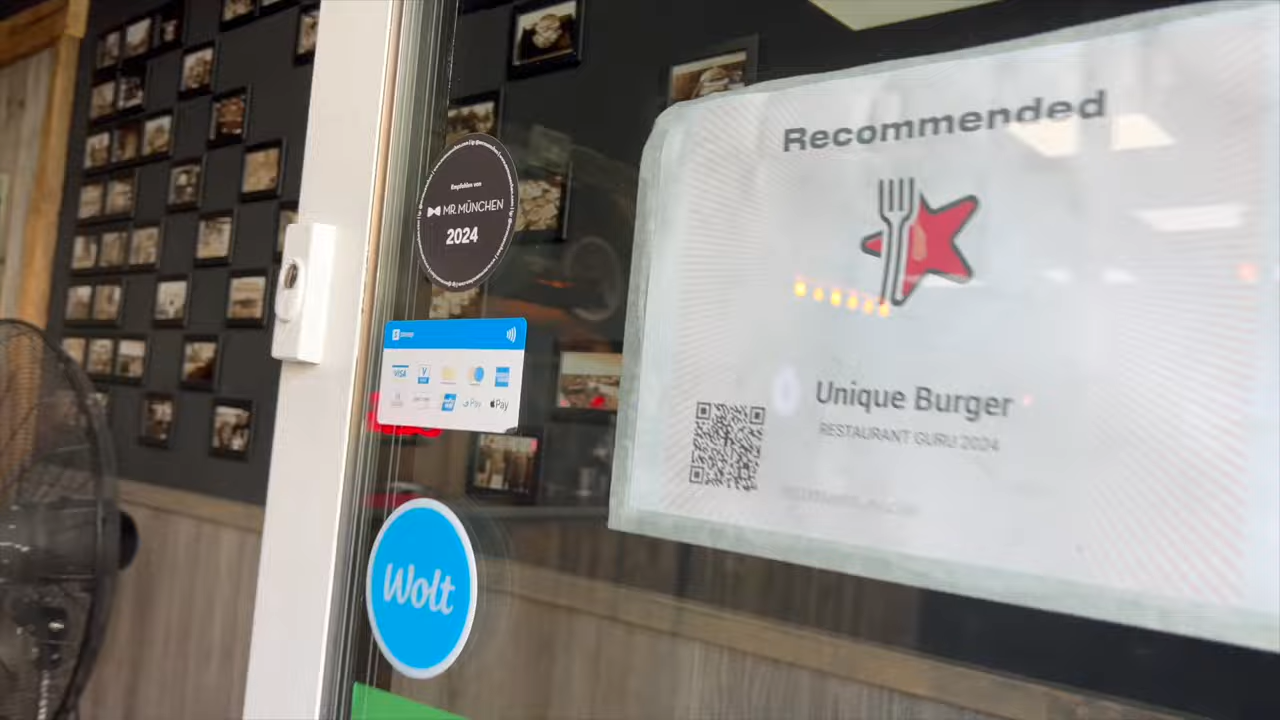 Empfohlen von
MR. MÜNCHEN
2024
VISA
V
Pay
Pay
Wolt
Recommended
Unique Burger
RESTAURANT GURU 2024